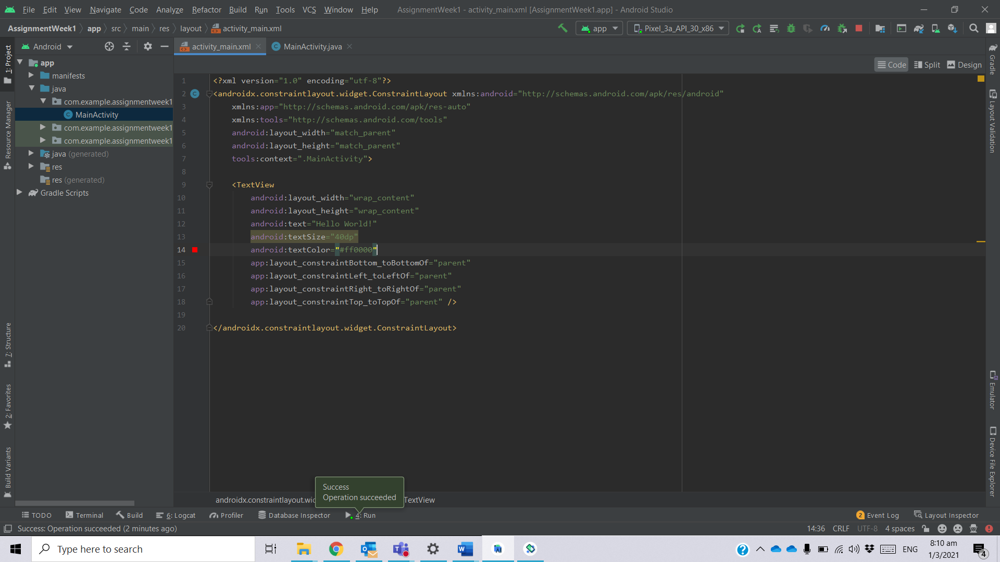 File Edit View Navigate Code Analyze Refactor Build Run Tools VCS Window Help AssignmentWeek1 - activity_main.xml [AssignmentWeek1.app] - Android Studio
AssignmentWeek1 app src main res layout activity_main.xml app Pixel_3a_API_30_x86
Android activity_main.xml MainActivity.java
Code Split Design
1: Project
Resource Manager
7: Structure
2: Favorites
Build Variants
app
manifests
java
com.example.assignmentweek1
MainActivity
com.example.assignmentweek1
com.example.assignmentweek1
java (generated)
res
res (generated)
Gradle Scripts
1 <?xml version="1.0" encoding="utf-8"?>
2 <androidx.constraintlayout.widget.ConstraintLayout xmlns:android="http://schemas.android.com/apk/res/android"
3 xmlns:app="http://schemas.android.com/apk/res-auto"
4 xmlns:tools="http://schemas.android.com/tools"
5 android:layout_width="match_parent"
6 android:layout_height="match_parent"
7 tools:context=".MainActivity">
8
9 <TextView
10 android:layout_width="wrap_content"
11 android:layout_height="wrap_content"
12 android:text="Hello World!"
13 android:textSize="40dp"
14 android:textColor="#ff0000"
15 app:layout_constraintBottom_toBottomOf="parent"
16 app:layout_constraintLeft_toLeftOf="parent"
17 app:layout_constraintRight_toRightOf="parent"
18 app:layout_constraintTop_toTopOf="parent" />
19
20 </androidx.constraintlayout.widget.ConstraintLayout>
Gradle
Layout Validation
Emulator
Device File Explorer
Success
Operation succeeded
androidx.constraintlayout.wid TextView
TODO Terminal Build 6: Logcat Profiler Database Inspector 4: Run 2 Event Log Layout Inspector
Success: Operation succeeded (2 minutes ago) 14:36 CRLF UTF-8 4 spaces
Type here to search ENG 8:10 am
1/3/2021 4